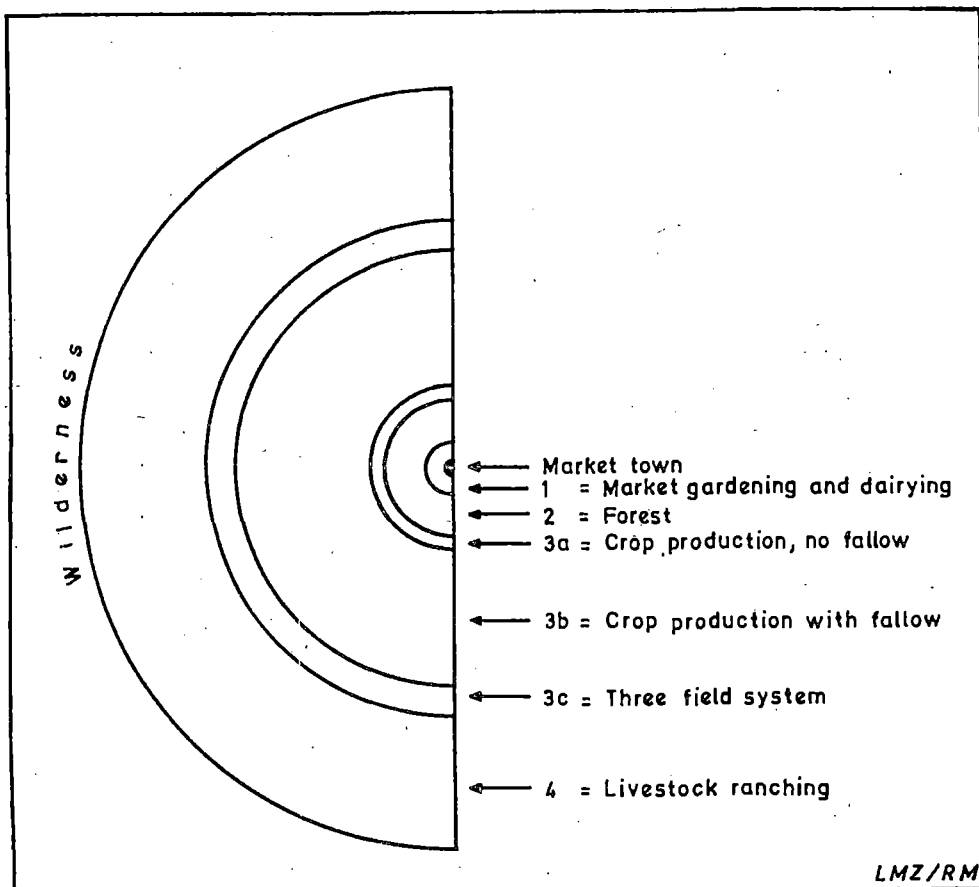 Wilderness
Market town
1 = Market gardening and dairying
2 = Forest
3a = Crop production, no fallow
3b = Crop production with fallow
3c = Three field system
4 = Livestock ranching
LMZ/RM